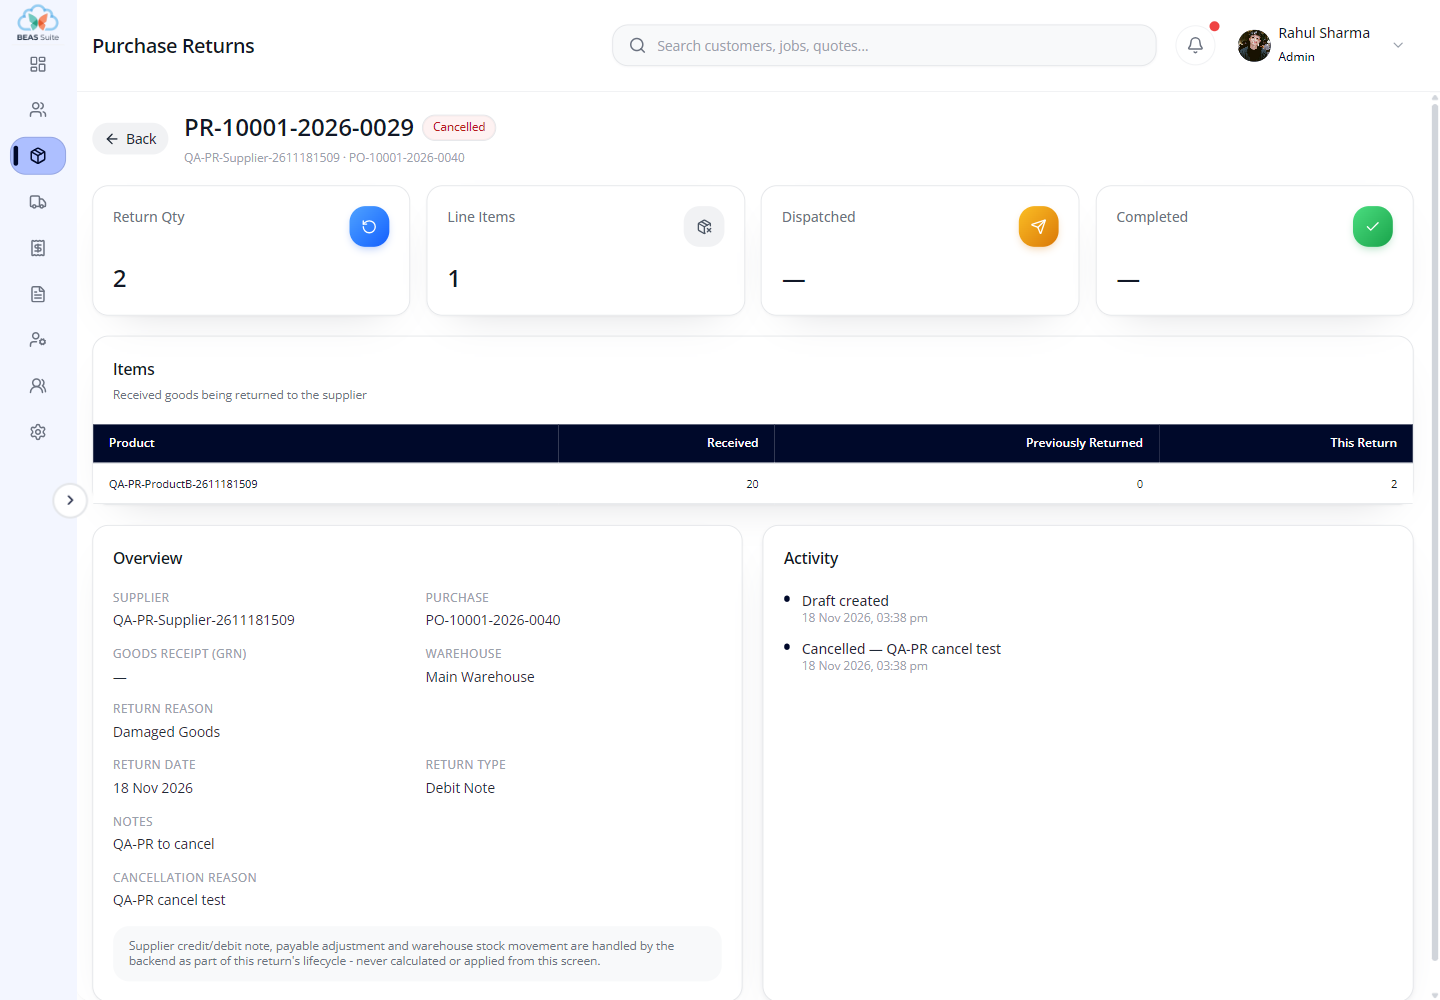 BEAS Suite
Purchase Returns
Search customers, jobs, quotes...
Rahul Sharma
Admin
Back
PR-10001-2026-0029
Cancelled
QA-PR-Supplier-2611181509 · PO-10001-2026-0040
Return Qty
2
Line Items
1
Dispatched
—
Completed
—
Items
Received goods being returned to the supplier
Product Received Previously Returned This Return
QA-PR-ProductB-2611181509 20 0 2
Overview
SUPPLIER
QA-PR-Supplier-2611181509
PURCHASE
PO-10001-2026-0040
GOODS RECEIPT (GRN)
—
WAREHOUSE
Main Warehouse
RETURN REASON
Damaged Goods
RETURN DATE
18 Nov 2026
RETURN TYPE
Debit Note
NOTES
QA-PR to cancel
CANCELLATION REASON
QA-PR cancel test
Supplier credit/debit note, payable adjustment and warehouse stock movement are handled by the
backend as part of this return's lifecycle - never calculated or applied from this screen.
Activity
Draft created
18 Nov 2026, 03:38 pm
Cancelled — QA-PR cancel test
18 Nov 2026, 03:38 pm